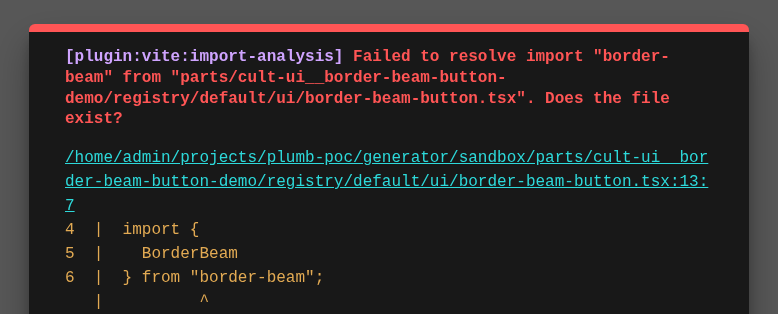 [plugin:vite:import-analysis] Failed to resolve import "border-
beam" from "parts/cult-ui__border-beam-button-
demo/registry/default/ui/border-beam-button.tsx". Does the file
exist?
/home/admin/projects/plumb-poc/generator/sandbox/parts/cult-ui__bor
der-beam-button-demo/registry/default/ui/border-beam-button.tsx:13:
7
4  |  import {
5  |    BorderBeam
6  |  } from "border-beam";
   |          ^